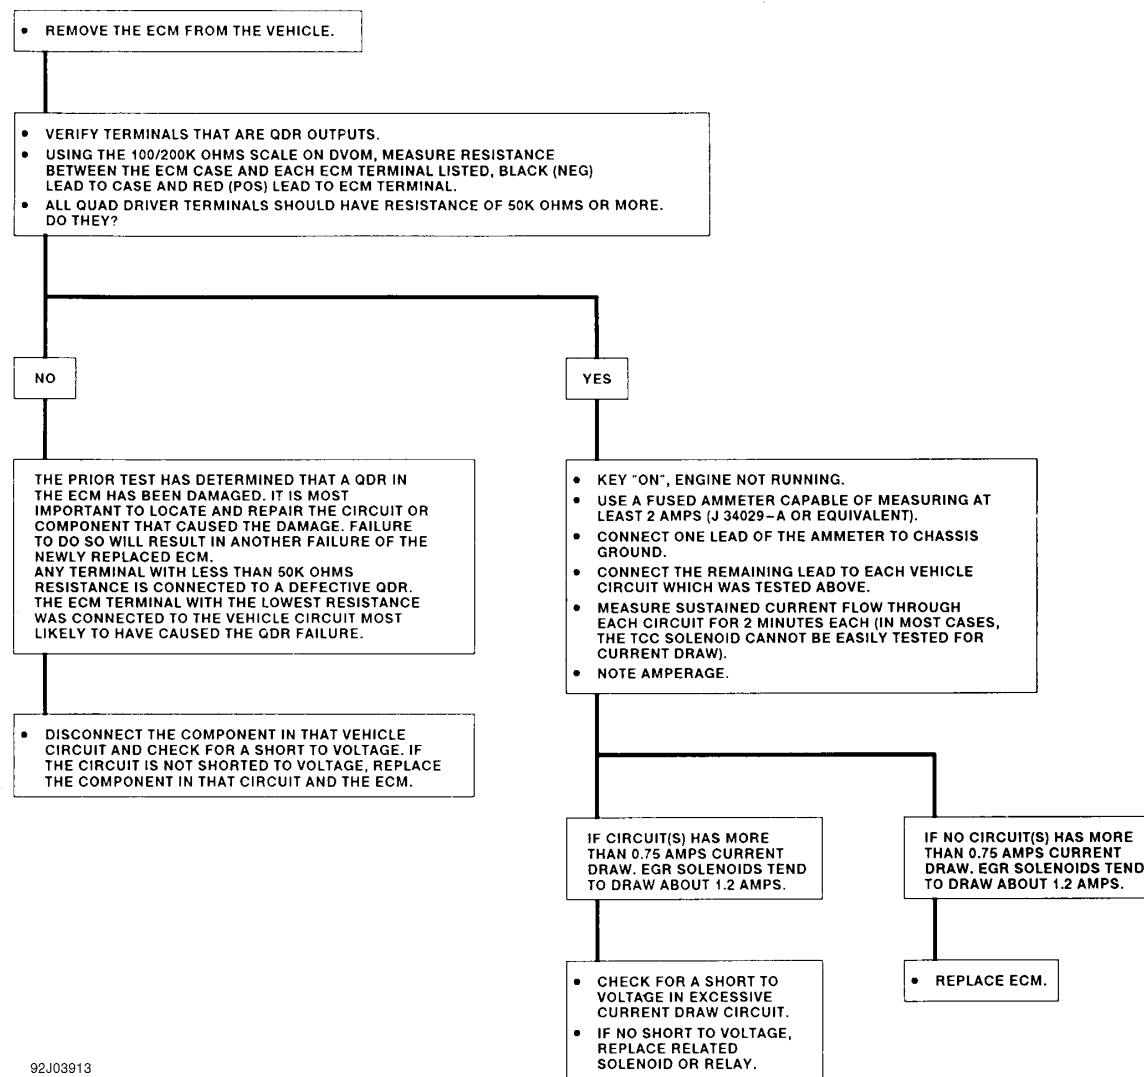 • REMOVE THE ECM FROM THE VEHICLE.
• VERIFY TERMINALS THAT ARE QDR OUTPUTS.
• USING THE 100/200K OHMS SCALE ON DVOM, MEASURE RESISTANCE
BETWEEN THE ECM CASE AND EACH ECM TERMINAL LISTED, BLACK (NEG)
LEAD TO CASE AND RED (POS) LEAD TO ECM TERMINAL.
• ALL QUAD DRIVER TERMINALS SHOULD HAVE RESISTANCE OF 50K OHMS OR MORE.
DO THEY?
NO
THE PRIOR TEST HAS DETERMINED THAT A QDR IN
THE ECM HAS BEEN DAMAGED. IT IS MOST
IMPORTANT TO LOCATE AND REPAIR THE CIRCUIT OR
COMPONENT THAT CAUSED THE DAMAGE. FAILURE
TO DO SO WILL RESULT IN ANOTHER FAILURE OF THE
NEWLY REPLACED ECM.
ANY TERMINAL WITH LESS THAN 50K OHMS
RESISTANCE IS CONNECTED TO A DEFECTIVE QDR.
THE ECM TERMINAL WITH THE LOWEST RESISTANCE
WAS CONNECTED TO THE VEHICLE CIRCUIT MOST
LIKELY TO HAVE CAUSED THE QDR FAILURE.
• DISCONNECT THE COMPONENT IN THAT VEHICLE
CIRCUIT AND CHECK FOR A SHORT TO VOLTAGE. IF
THE CIRCUIT IS NOT SHORTED TO VOLTAGE, REPLACE
THE COMPONENT IN THAT CIRCUIT AND THE ECM.
YES
• KEY "ON", ENGINE NOT RUNNING.
• USE A FUSED AMMETER CAPABLE OF MEASURING AT
LEAST 2 AMPS (J 34029-A OR EQUIVALENT).
• CONNECT ONE LEAD OF THE AMMETER TO CHASSIS
GROUND.
• CONNECT THE REMAINING LEAD TO EACH VEHICLE
CIRCUIT WHICH WAS TESTED ABOVE.
• MEASURE SUSTAINED CURRENT FLOW THROUGH
EACH CIRCUIT FOR 2 MINUTES EACH (IN MOST CASES,
THE TCC SOLENOID CANNOT BE EASILY TESTED FOR
CURRENT DRAW).
• NOTE AMPERAGE.
IF CIRCUIT(S) HAS MORE
THAN 0.75 AMPS CURRENT
DRAW. EGR SOLENOIDS TEND
TO DRAW ABOUT 1.2 AMPS.
• CHECK FOR A SHORT TO
VOLTAGE IN EXCESSIVE
CURRENT DRAW CIRCUIT.
• IF NO SHORT TO VOLTAGE,
REPLACE RELATED
SOLENOID OR RELAY.
IF NO CIRCUIT(S) HAS MORE
THAN 0.75 AMPS CURRENT
DRAW. EGR SOLENOIDS TEND
TO DRAW ABOUT 1.2 AMPS.
• REPLACE ECM.
92J03913